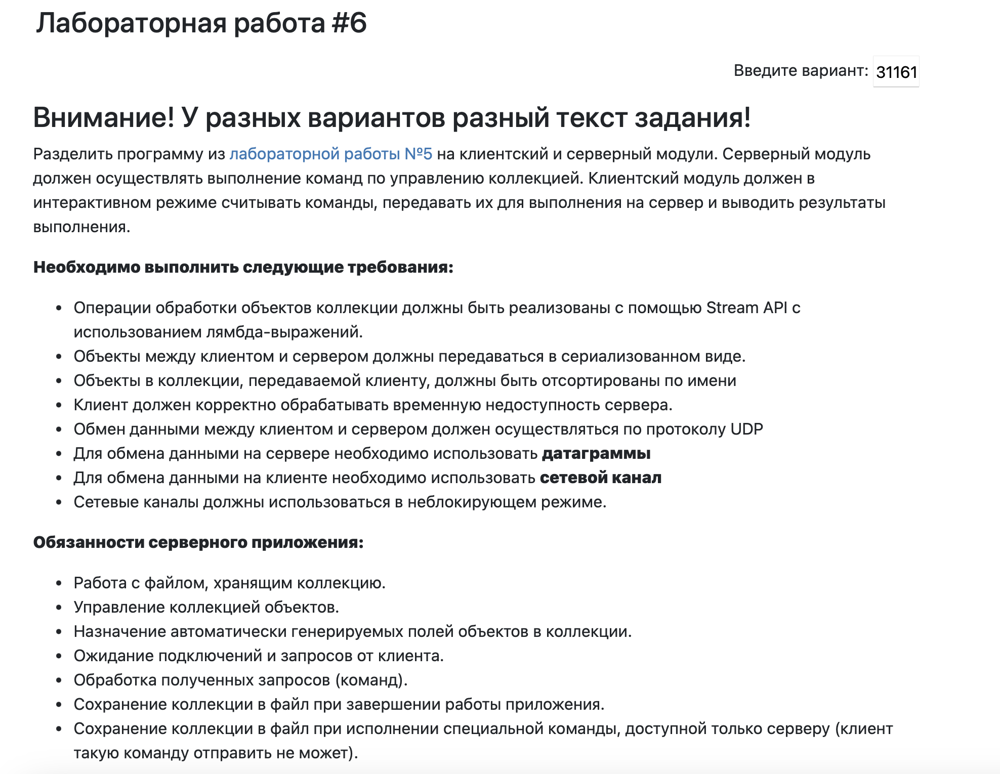 Лабораторная работа #6
Введите вариант: 31161
Внимание! У разных вариантов разный текст задания!
Разделить программу из лабораторной работы №5 на клиентский и серверный модули. Серверный модуль
должен осуществлять выполнение команд по управлению коллекцией. Клиентский модуль должен в
интерактивном режиме считывать команды, передавать их для выполнения на сервер и выводить результаты
выполнения.
Необходимо выполнить следующие требования:
• Операции обработки объектов коллекции должны быть реализованы с помощью Stream API с
использованием лямбда-выражений.
• Объекты между клиентом и сервером должны передаваться в сериализованном виде.
• Объекты в коллекции, передаваемой клиенту, должны быть отсортированы по имени
• Клиент должен корректно обрабатывать временную недоступность сервера.
• Обмен данными между клиентом и сервером должен осуществляться по протоколу UDP
• Для обмена данными на сервере необходимо использовать датаграммы
• Для обмена данными на клиенте необходимо использовать сетевой канал
• Сетевые каналы должны использоваться в неблокирующем режиме.
Обязанности серверного приложения:
• Работа с файлом, хранящим коллекцию.
• Управление коллекцией объектов.
• Назначение автоматически генерируемых полей объектов в коллекции.
• Ожидание подключений и запросов от клиента.
• Обработка полученных запросов (команд).
• Сохранение коллекции в файл при завершении работы приложения.
• Сохранение коллекции в файл при исполнении специальной команды, доступной только серверу (клиент
такую команду отправить не может).